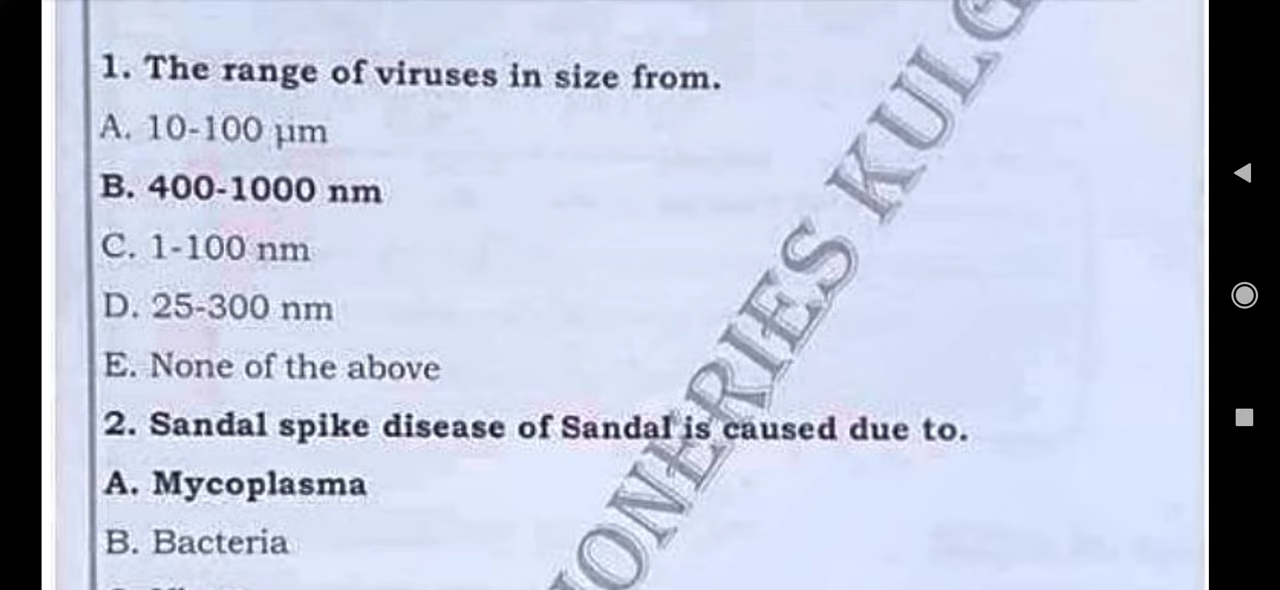 1. The range of viruses in size from.
A. 10-100 µm
B. 400-1000 nm
C. 1-100 nm
D. 25-300 nm
E. None of the above
2. Sandal spike disease of Sandal is caused due to.
A. Mycoplasma
B. Bacteria